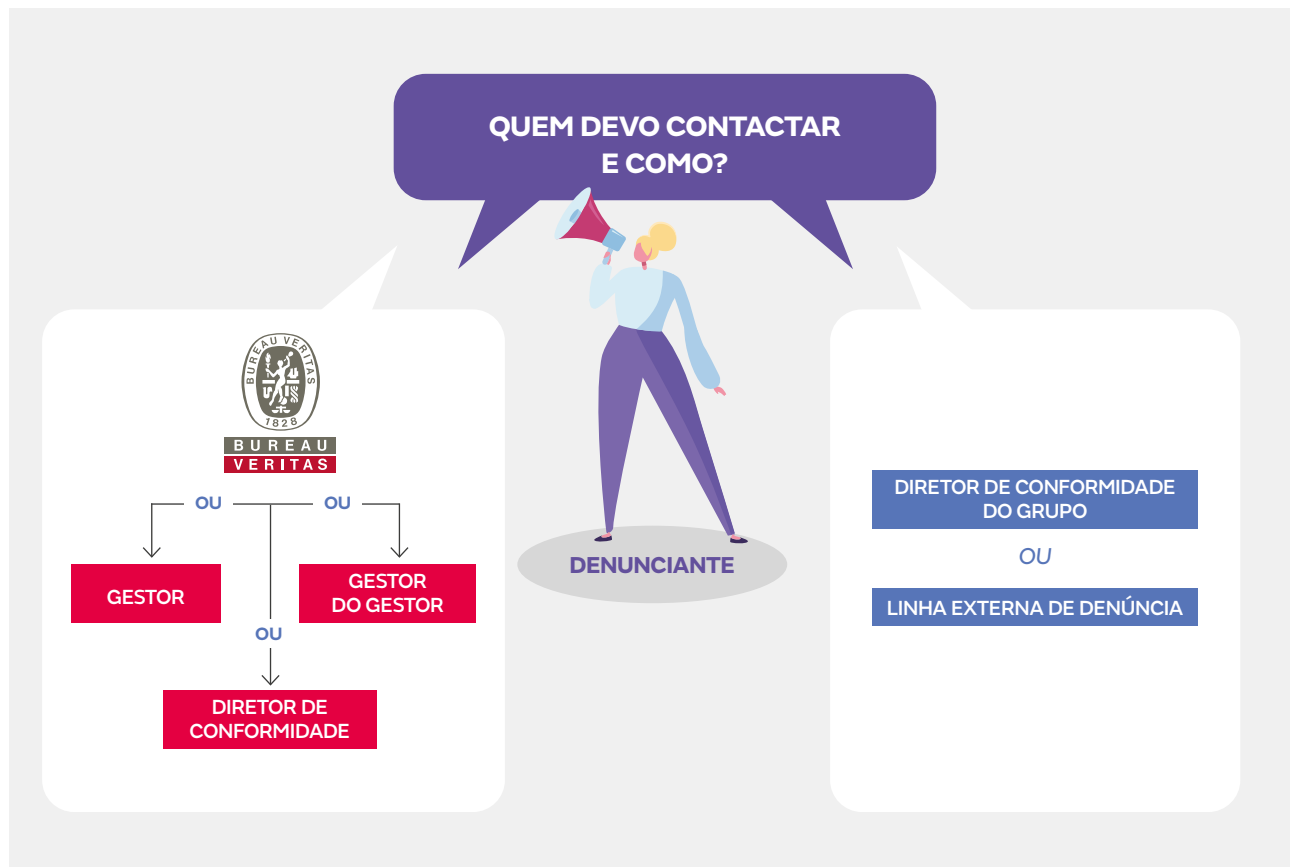 QUEM DEVO CONTACTAR
E COMO?
BUREAU VERITAS
1828
BUREAU
VERITAS
OU
OU
GESTOR
GESTOR
DO GESTOR
OU
DIRETOR DE
CONFORMIDADE
DENUNCIANTE
DIRETOR DE CONFORMIDADE
DO GRUPO
OU
LINHA EXTERNA DE DENÚNCIA